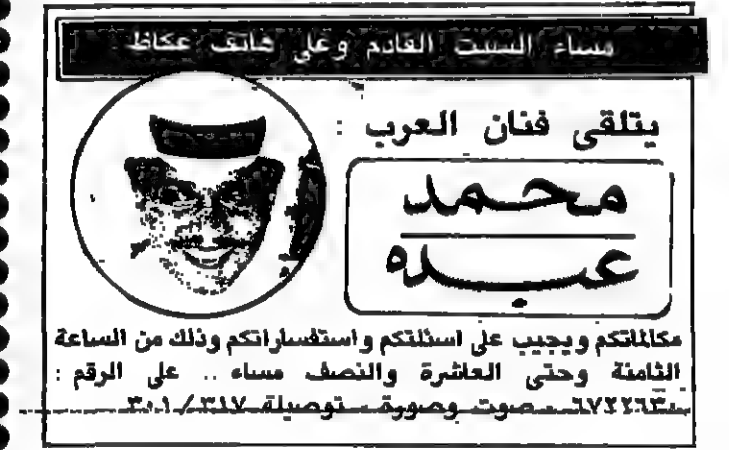 مساء السبت القادم وعلى هاتف عكاظ
يتلقى فنان العرب :
محمد
عبده
مكالماتكم ويجيب على اسئلتكم واستفساراتكم وذلك من الساعة
الثامنة وحتى العاشرة والنصف مساء .. على الرقم :
٦٧٢٢٦٣٠ صوت وصورة توصيلة ٣٠١/٣١٧